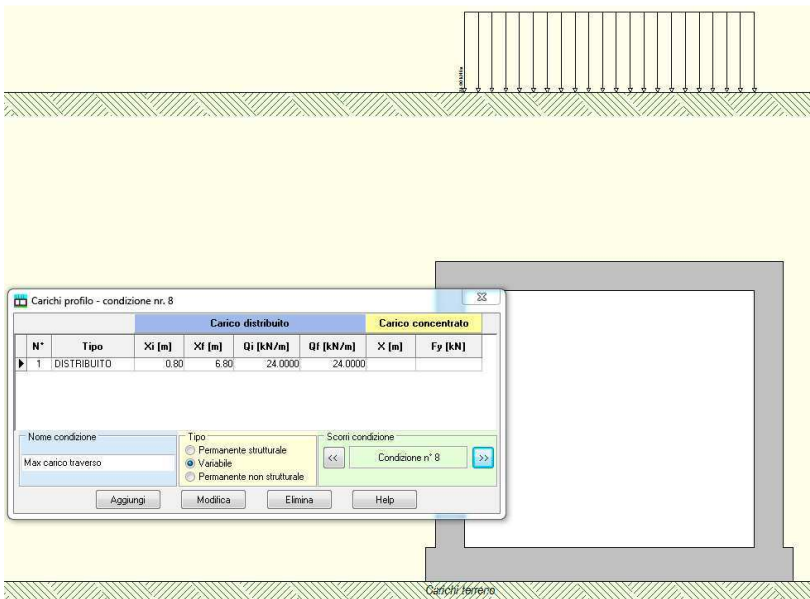 Carichi profilo - condizione nr. 8
Carico distribuito Carico concentrato
N° Tipo Xi [m] Xf [m] Qi [kN/m] Qf [kN/m] X [m] Fy [kN]
1 DISTRIBUITO 0.80 6.80 24.0000 24.0000
Nome condizione
Max carico traverso
Tipo
Permanente strutturale
Variabile
Permanente non strutturale
Scorri condizione
<< Condizione n° 8 >>
Aggiungi Modifica Elimina Help
Carichi terreno